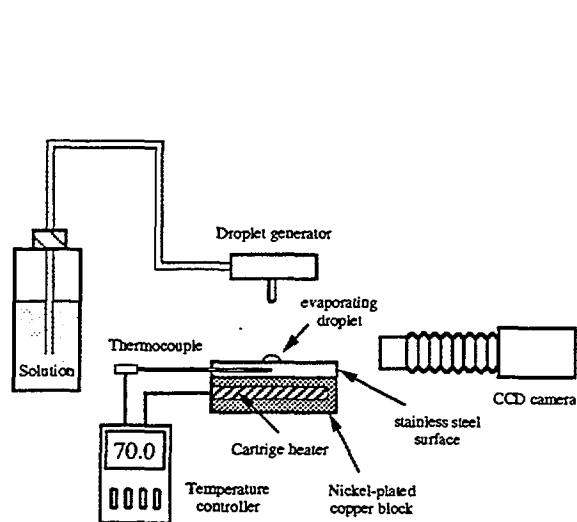 Droplet generator
evaporating
droplet
Thermocouple
Solution
CCD camera
stainless steel
surface
70.0
Cartrige heater
Temperature
controller
Nickel-plated
copper block